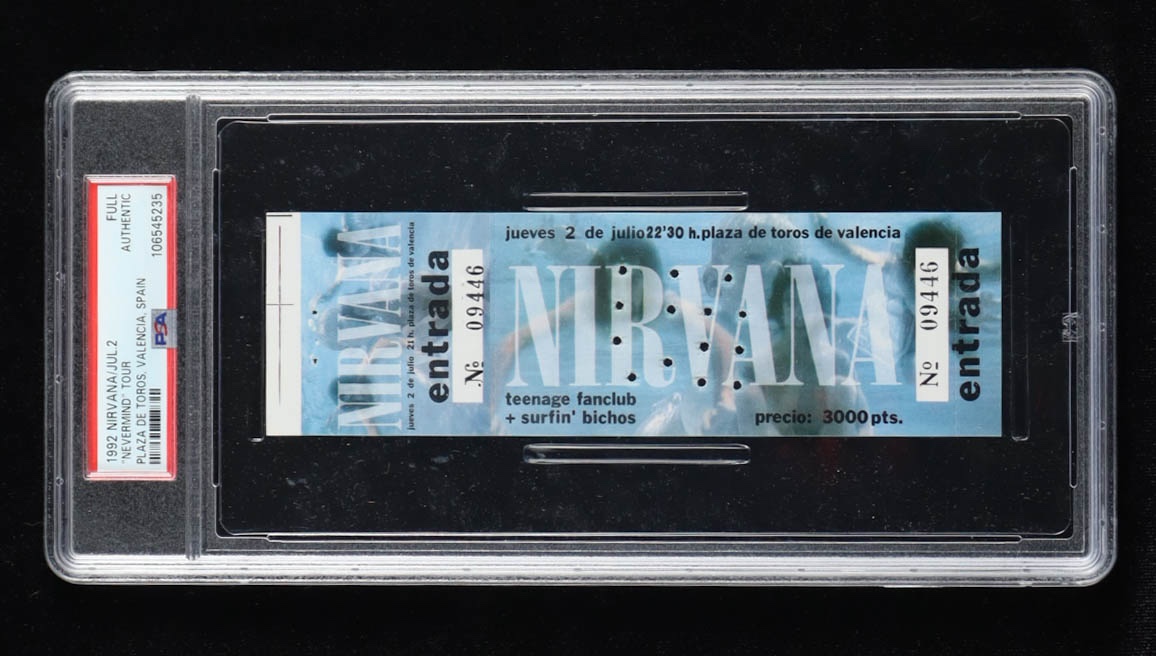 1992 NIRVANA/JUL.2
"NEVERMIND" TOUR
PLAZA DE TOROS, VALENCIA, SPAIN
FULL
AUTHENTIC
106545235
PSA
NIRVANA
jueves 2 de julio 21 h. plaza de toros de valencia
entrada
Nº 09446
jueves 2 de julio 22'30 h. plaza de toros de valencia
NIRVANA
teenage fanclub
+ surfin' bichos
precio: 3000 pts.
Nº 09446
entrada